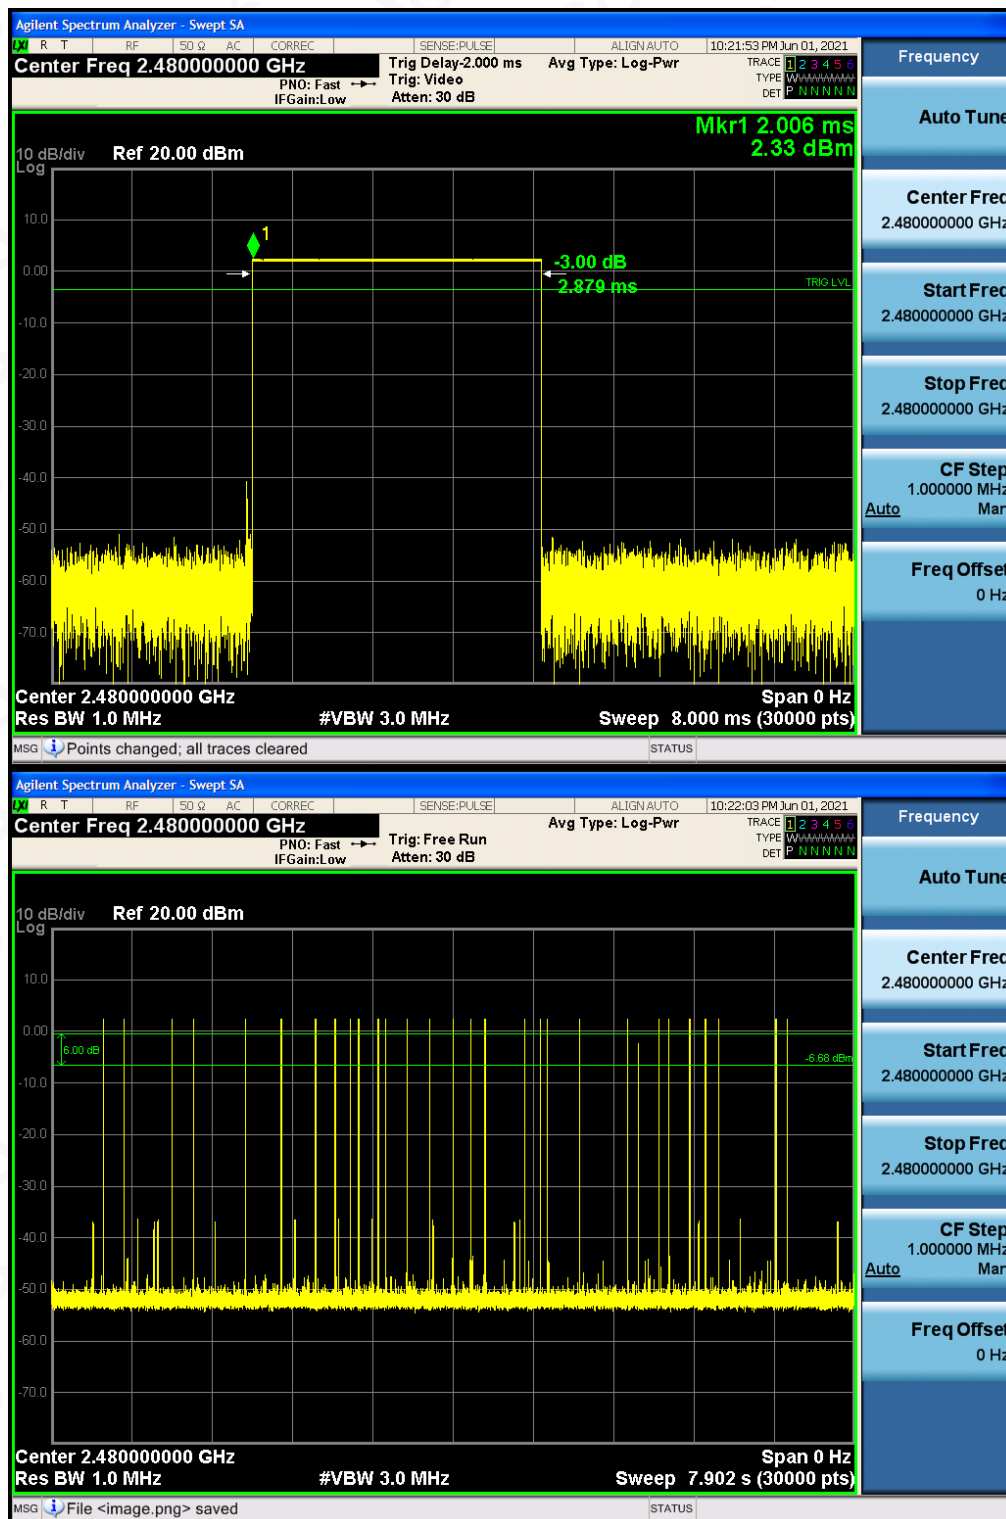 Agilent Spectrum Analyzer - Swept SA
LXI R T RF 50 Ω AC CORREC SENSE:PULSE ALIGN AUTO 10:21:53 PM Jun 01, 2021
Center Freq 2.480000000 GHz Trig Delay-2.000 ms Avg Type: Log-Pwr TRACE 1 2 3 4 5 6
PNO: Fast Trig: Video TYPE W
IFGain:Low Atten: 30 dB DET P N N N N N
Frequency
Mkr1 2.006 ms
2.33 dBm
10 dB/div Ref 20.00 dBm
Log
10.0
1
0.00
-3.00 dB
2.879 ms
TRIG LVL
-10.0
-20.0
-30.0
-40.0
-50.0
-60.0
-70.0
Center 2.480000000 GHz Span 0 Hz
Res BW 1.0 MHz #VBW 3.0 MHz Sweep 8.000 ms (30000 pts)
MSG Points changed; all traces cleared STATUS
Auto Tune
Center Freq
2.480000000 GHz
Start Freq
2.480000000 GHz
Stop Freq
2.480000000 GHz
CF Step
1.000000 MHz
Auto Man
Freq Offset
0 Hz
Agilent Spectrum Analyzer - Swept SA
LXI R T RF 50 Ω AC CORREC SENSE:PULSE ALIGN AUTO 10:22:03 PM Jun 01, 2021
Center Freq 2.480000000 GHz Avg Type: Log-Pwr TRACE 1 2 3 4 5 6
PNO: Fast Trig: Free Run TYPE W
IFGain:Low Atten: 30 dB DET P N N N N N
Frequency
10 dB/div Ref 20.00 dBm
Log
10.0
0.00
6.00 dB
-6.68 dBm
-10.0
-20.0
-30.0
-40.0
-50.0
-60.0
-70.0
Center 2.480000000 GHz Span 0 Hz
Res BW 1.0 MHz #VBW 3.0 MHz Sweep 7.902 s (30000 pts)
MSG File <image.png> saved STATUS
Auto Tune
Center Freq
2.480000000 GHz
Start Freq
2.480000000 GHz
Stop Freq
2.480000000 GHz
CF Step
1.000000 MHz
Auto Man
Freq Offset
0 Hz